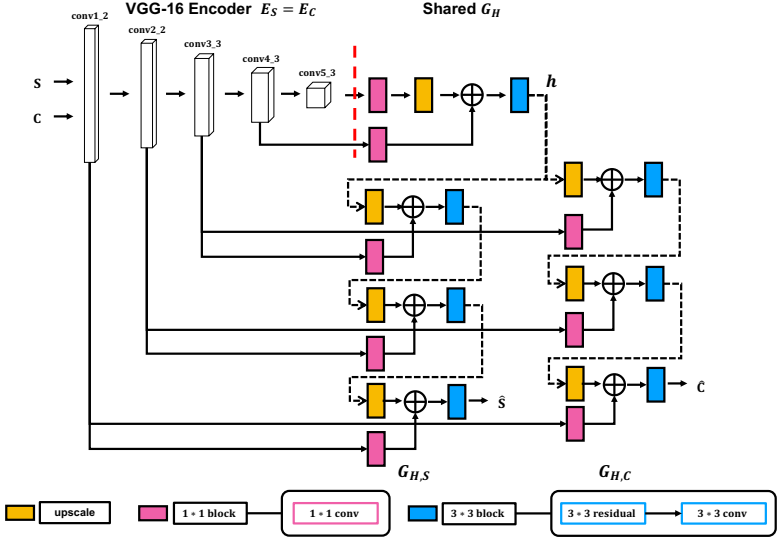 VGG-16 Encoder E_S = E_C
Shared G_H
conv1_2
conv2_2
conv3_3
conv4_3
conv5_3
S
C
h
Ŝ
Ĉ
G_{H,S}
G_{H,C}
upscale
1 * 1 block
1 * 1 conv
3 * 3 block
3 * 3 residual
3 * 3 conv